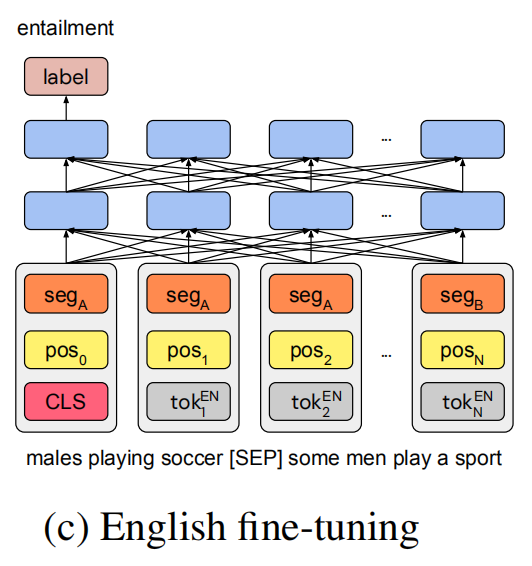 entailment
label
...
...
seg_A seg_A seg_A seg_B
pos_0 pos_1 pos_2 ... pos_N
CLS tok_1^EN tok_2^EN tok_N^EN
males playing soccer [SEP] some men play a sport
(c) English fine-tuning